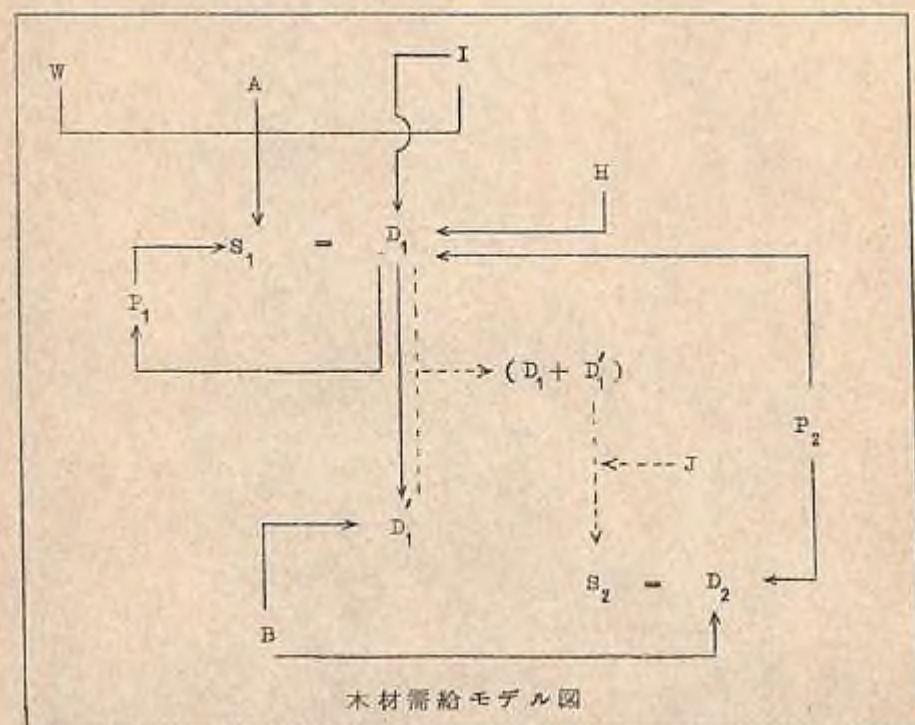 W
A
I
H
S₁ = D₁
P₁
(D₁ + D₁′)
P₂
J
D₁′
S₂ = D₂
B
木材需給モデル図